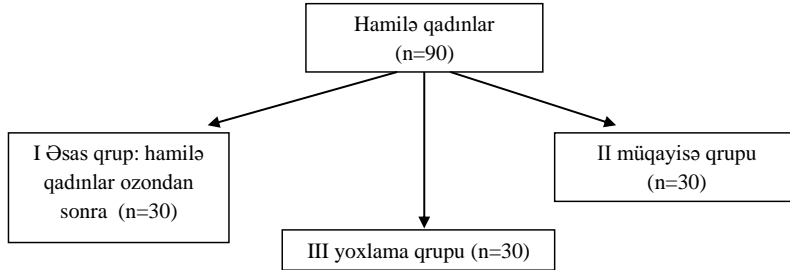 Hamilə qadınlar
(n=90)
I Əsas qrup: hamilə
qadınlar ozondan
sonra (n=30)
II müqayisə qrupu
(n=30)
III yoxlama qrupu (n=30)